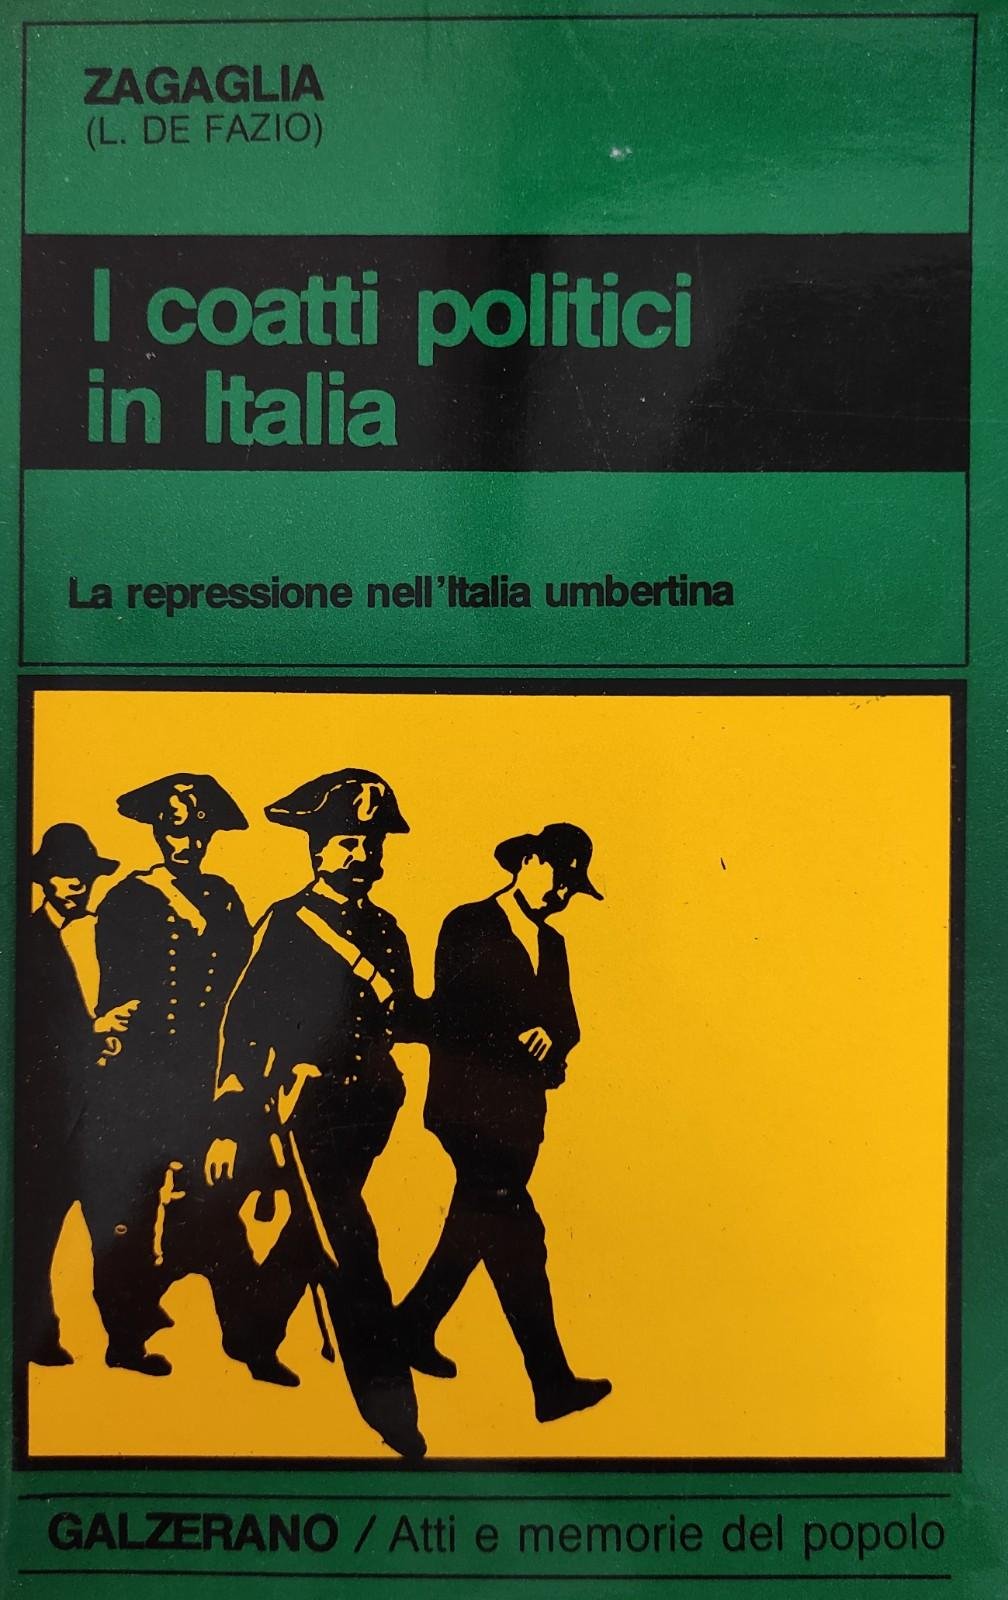 ZAGAGLIA
(L. DE FAZIO)
I coatti politici
in Italia
La repressione nell'Italia umbertina
GALZERANO / Atti e memorie del popolo